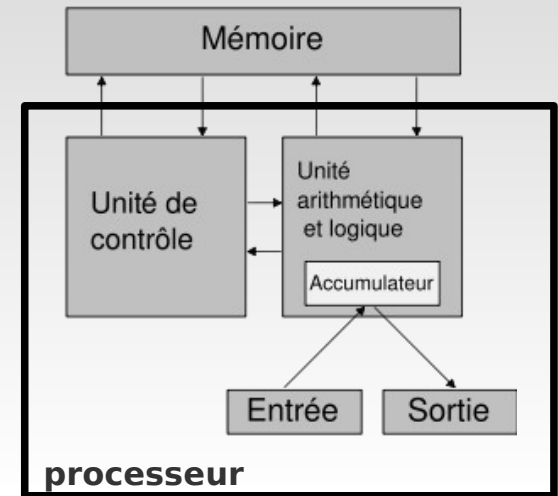 Mémoire
Unité de
contrôle
Unité
arithmétique
et logique
Accumulateur
Entrée
Sortie
processeur